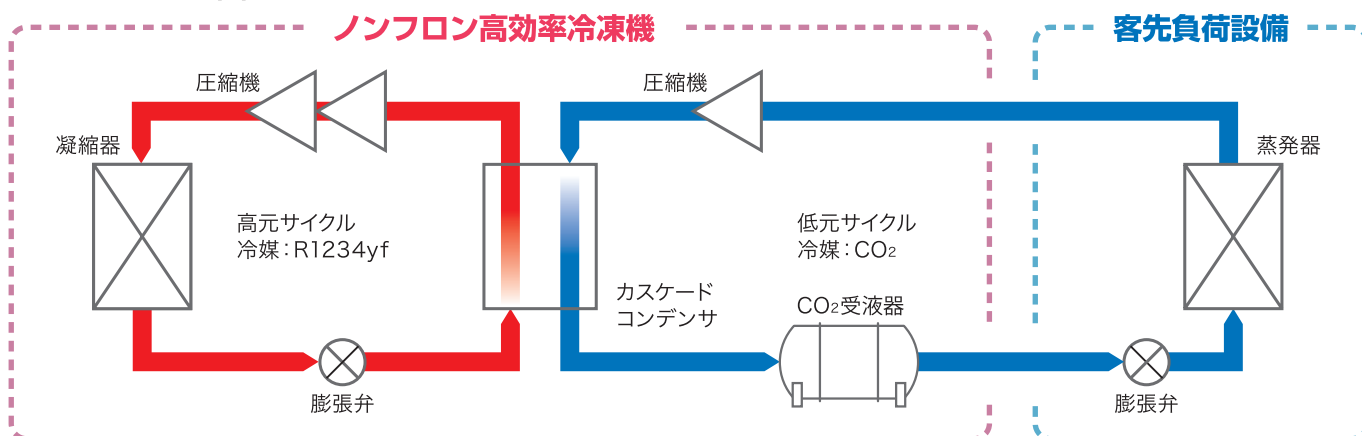 ノンフロン高効率冷凍機
客先負荷設備
圧縮機
圧縮機
凝縮器
蒸発器
高元サイクル
冷媒：R1234yf
低元サイクル
冷媒：CO₂
カスケード
コンデンサ
CO₂受液器
膨張弁
膨張弁